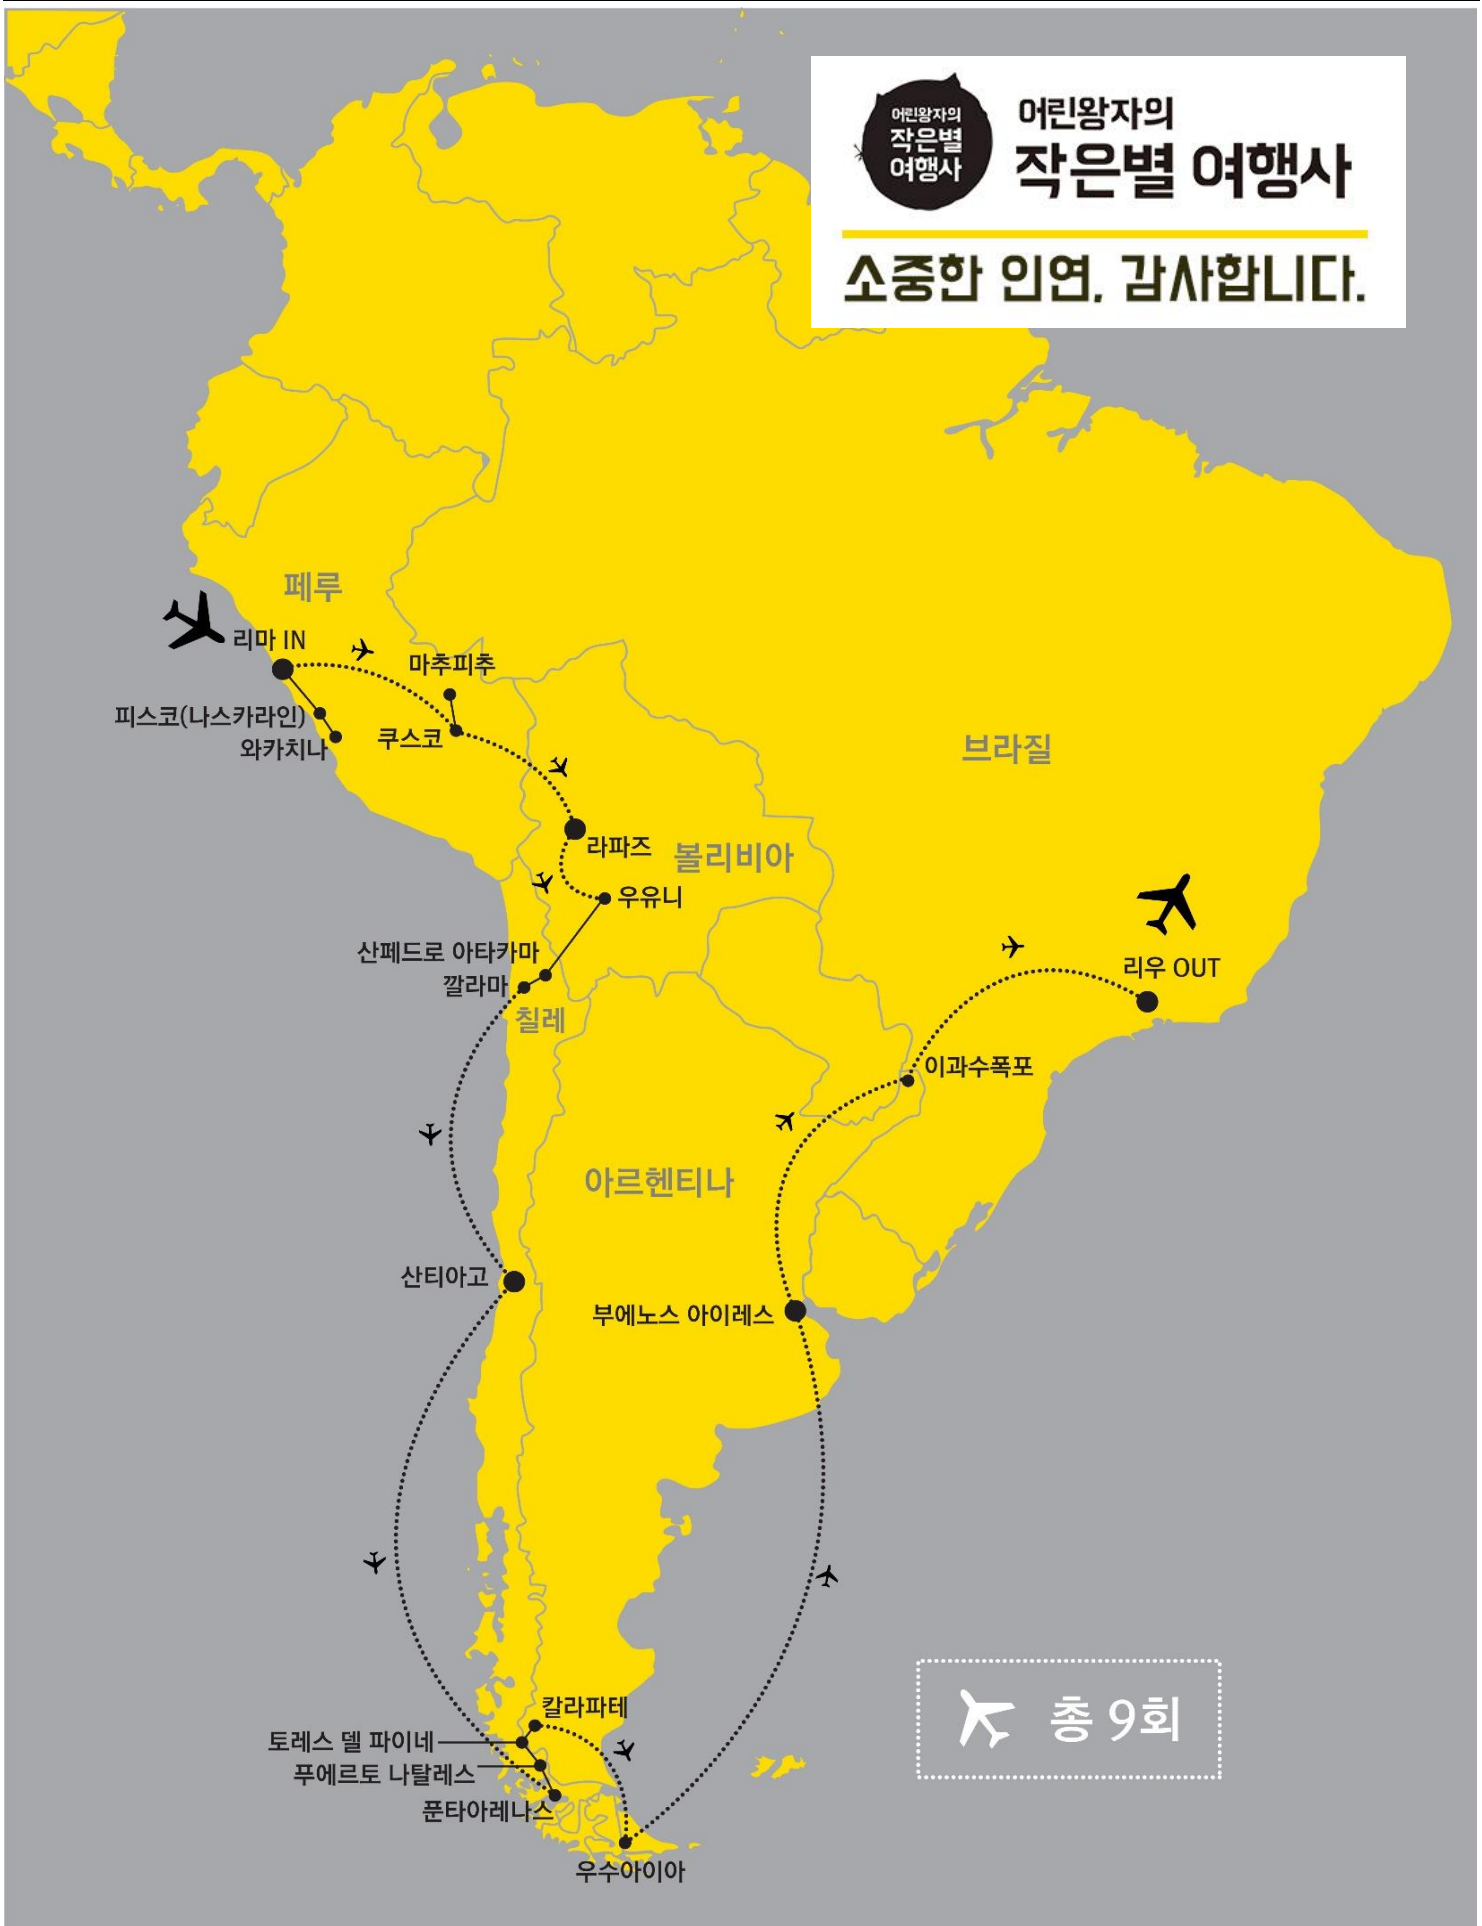 어린왕자의
작은별
여행사
어린왕자의
작은별 여행사
소중한 인연, 감사합니다.
페루
리마 IN
마추피추
피스코(나스카라인)
와카치나
쿠스코
브라질
라파즈
볼리비아
우유니
산페드로 아타카마
깔라마
칠레
리우 OUT
이과수폭포
아르헨티나
산티아고
부에노스 아이레스
칼라파테
토레스 델 파이네
푸에르토 나탈레스
푼타아레나스
우수아이아
총 9회